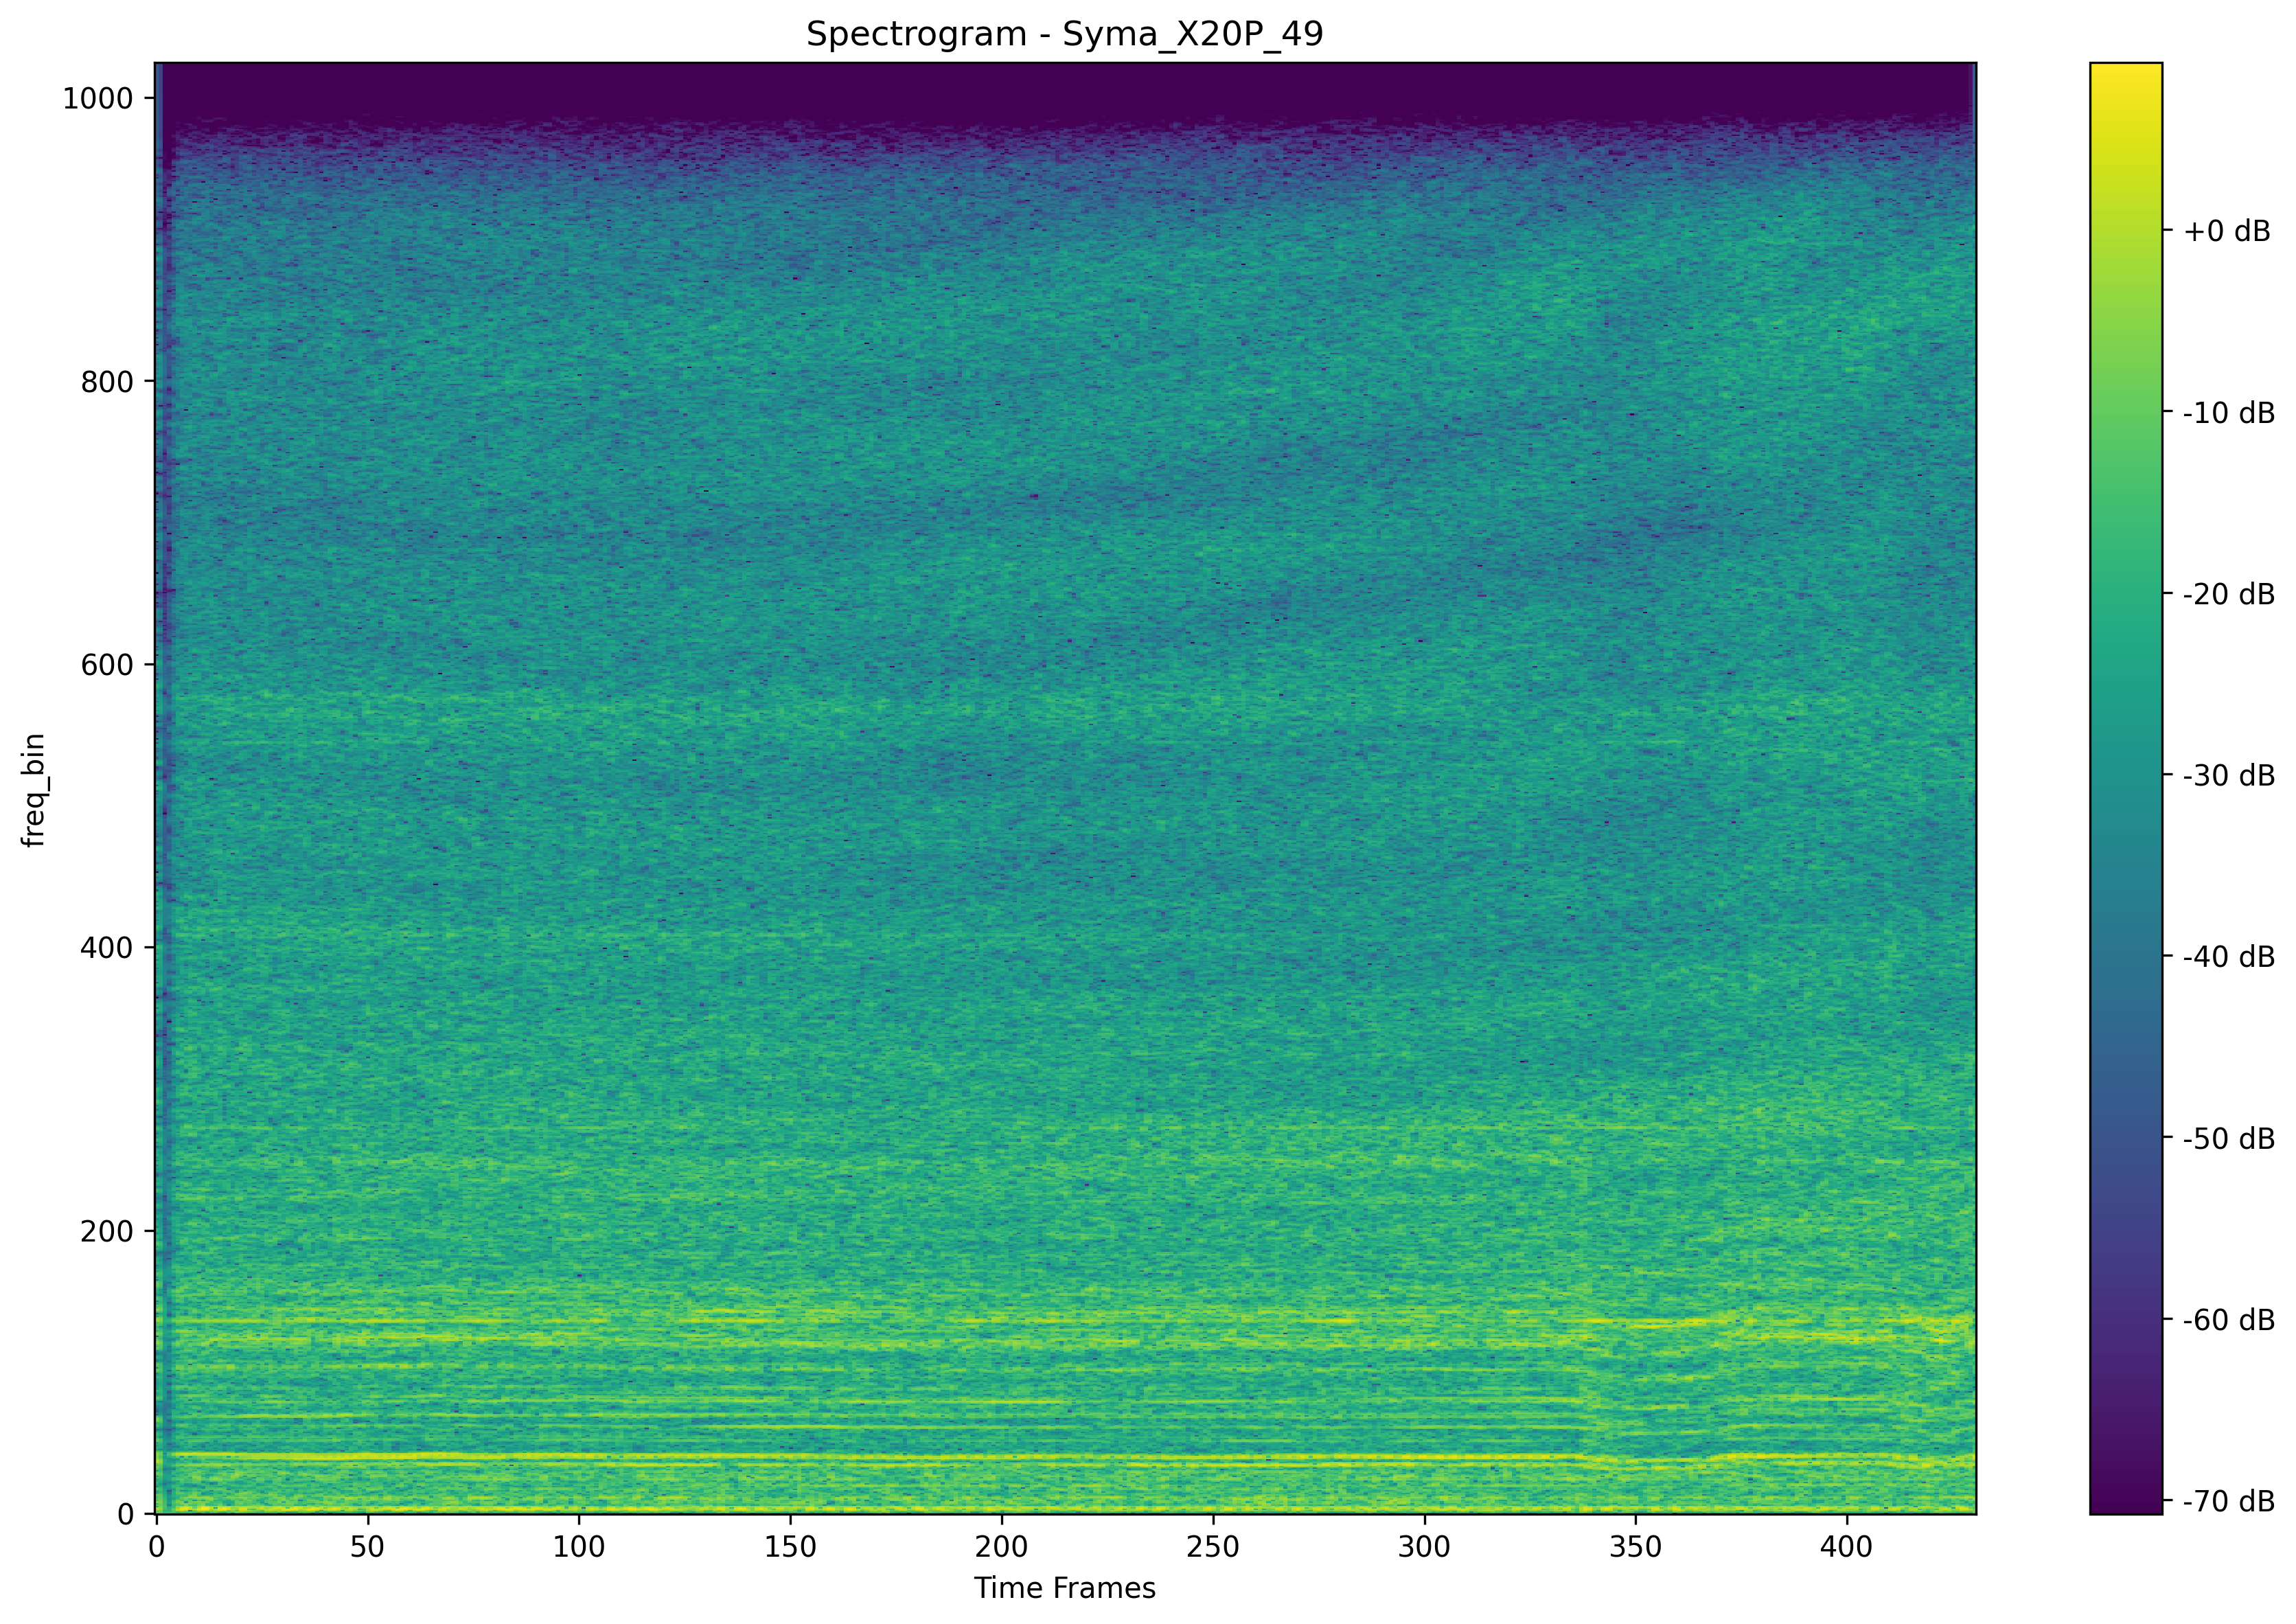 Spectrogram - Syma_X20P_49
1000
800
600
400
200
0
freq_bin
0 50 100 150 200 250 300 350 400
Time Frames
+0 dB
-10 dB
-20 dB
-30 dB
-40 dB
-50 dB
-60 dB
-70 dB